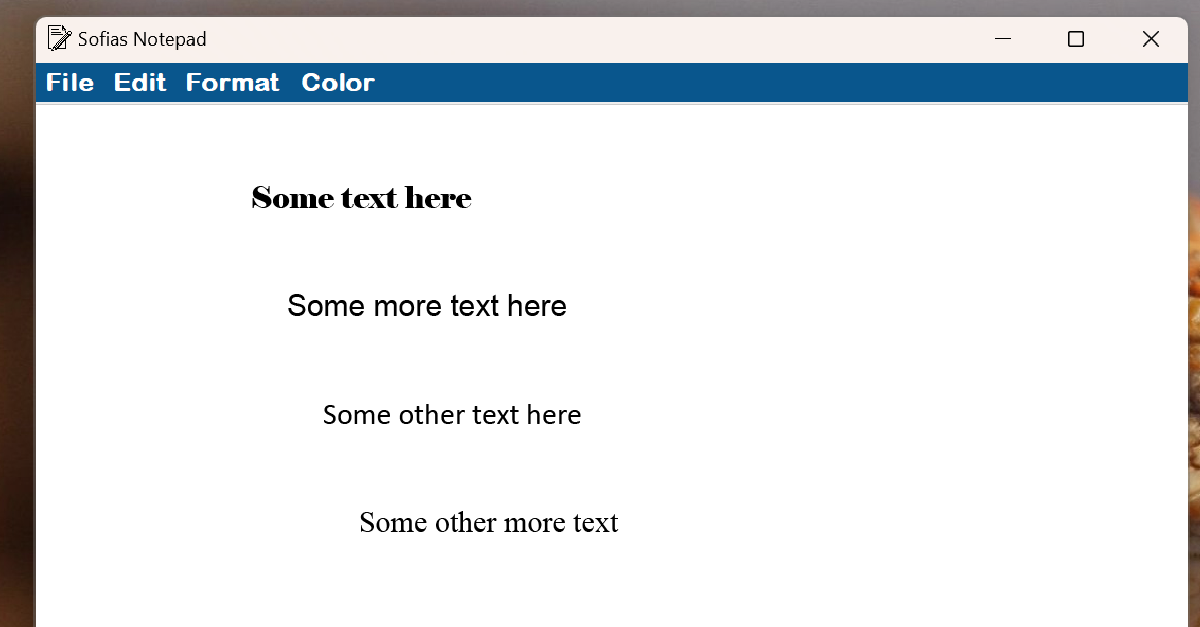 Sofias Notepad
File Edit Format Color
Some text here
Some more text here
Some other text here
Some other more text